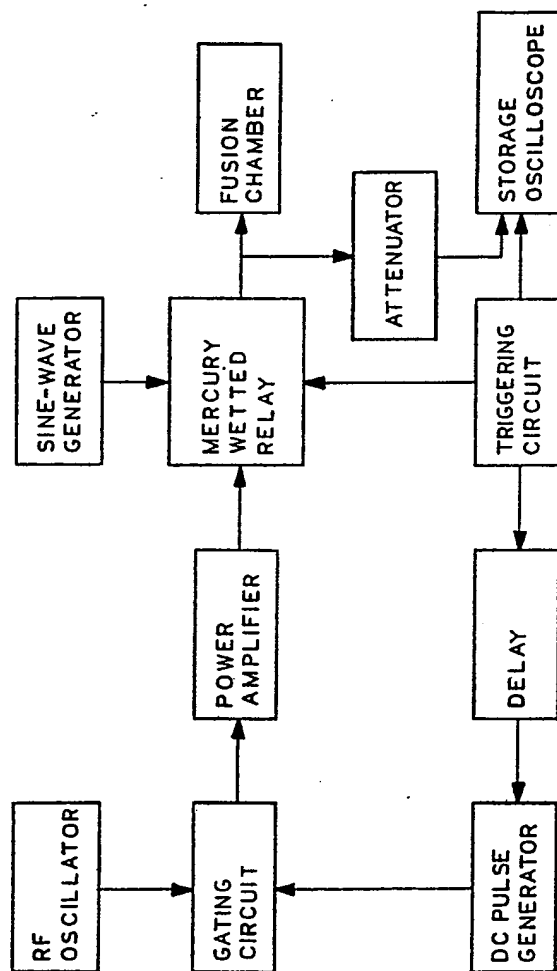 RF
OSCILLATOR
SINE-WAVE
GENERATOR
GATING
CIRCUIT
POWER
AMPLIFIER
MERCURY
WETTED
RELAY
FUSION
CHAMBER
ATTENUATOR
DC PULSE
GENERATOR
DELAY
TRIGGERING
CIRCUIT
STORAGE
OSCILLOSCOPE